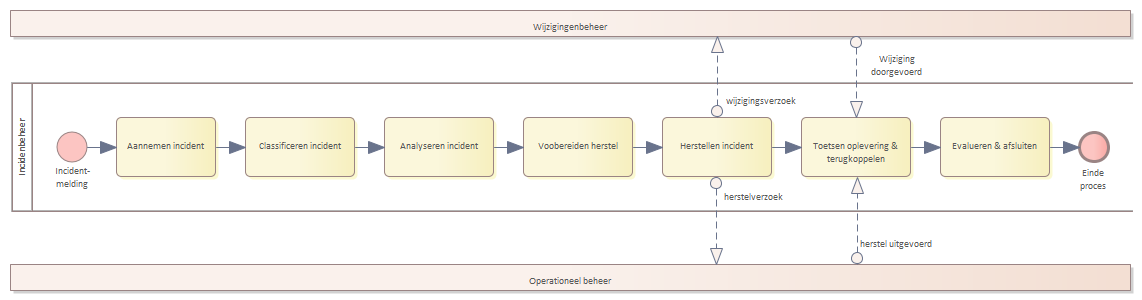 Wijzigingenbeheer
Wijziging
doorgevoerd
wijzigingsverzoek
Incidenbeheer
Incident-
melding
Aannemen incident
Classificeren incident
Analyseren incident
Voobereiden herstel
Herstellen incident
Toetsen oplevering &
terugkoppelen
Evalueren & afsluiten
Einde
proces
herstelverzoek
herstel uitgevoerd
Operationeel beheer